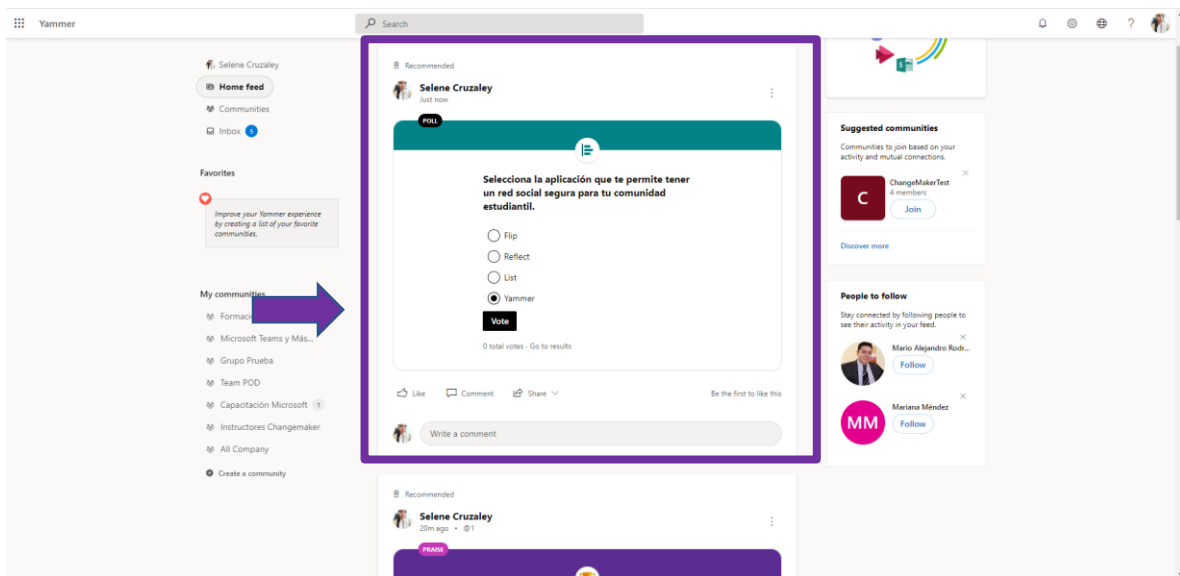 Yammer
Search
Selene Cruzaley
Home feed
Communities
Inbox 5
Favorites
Improve your Yammer experience
by creating a list of your favorite
communities.
My communities
Formaci
Microsoft Teams y Más...
Grupo Prueba
Team POD
Capacitación Microsoft 1
Instructores Changemaker
All Company
Create a community
Recommended
Selene Cruzaley
Just now
POLL
Selecciona la aplicación que te permite tener
un red social segura para tu comunidad
estudiantil.
Flip
Reflect
List
Yammer
Vote
0 total votes · Go to results
Like Comment Share Be the first to like this
Write a comment
Recommended
Selene Cruzaley
20m ago • @1
PRAISE
Suggested communities
Communities to join based on your
activity and mutual connections.
C
ChangeMakerTest
4 members
Join
Discover more
People to follow
Stay connected by following people to
see their activity in your feed.
Mario Alejandro Rodr...
Follow
MM
Mariana Méndez
Follow